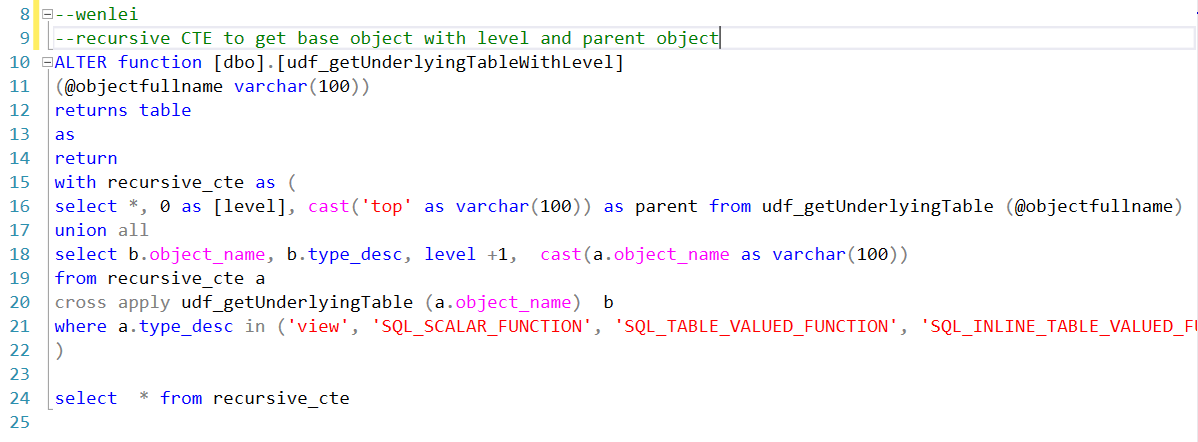 8 --wenlei
9 --recursive CTE to get base object with level and parent object
10 ALTER function [dbo].[udf_getUnderlyingTableWithLevel]
11 (@objectfullname varchar(100))
12 returns table
13 as
14 return
15 with recursive_cte as (
16 select *, 0 as [level], cast('top' as varchar(100)) as parent from udf_getUnderlyingTable (@objectfullname)
17 union all
18 select b.object_name, b.type_desc, level +1,  cast(a.object_name as varchar(100))
19 from recursive_cte a
20 cross apply udf_getUnderlyingTable (a.object_name)  b
21 where a.type_desc in ('view', 'SQL_SCALAR_FUNCTION', 'SQL_TABLE_VALUED_FUNCTION', 'SQL_INLINE_TABLE_VALUED_FU
22 )
23
24 select  * from recursive_cte
25